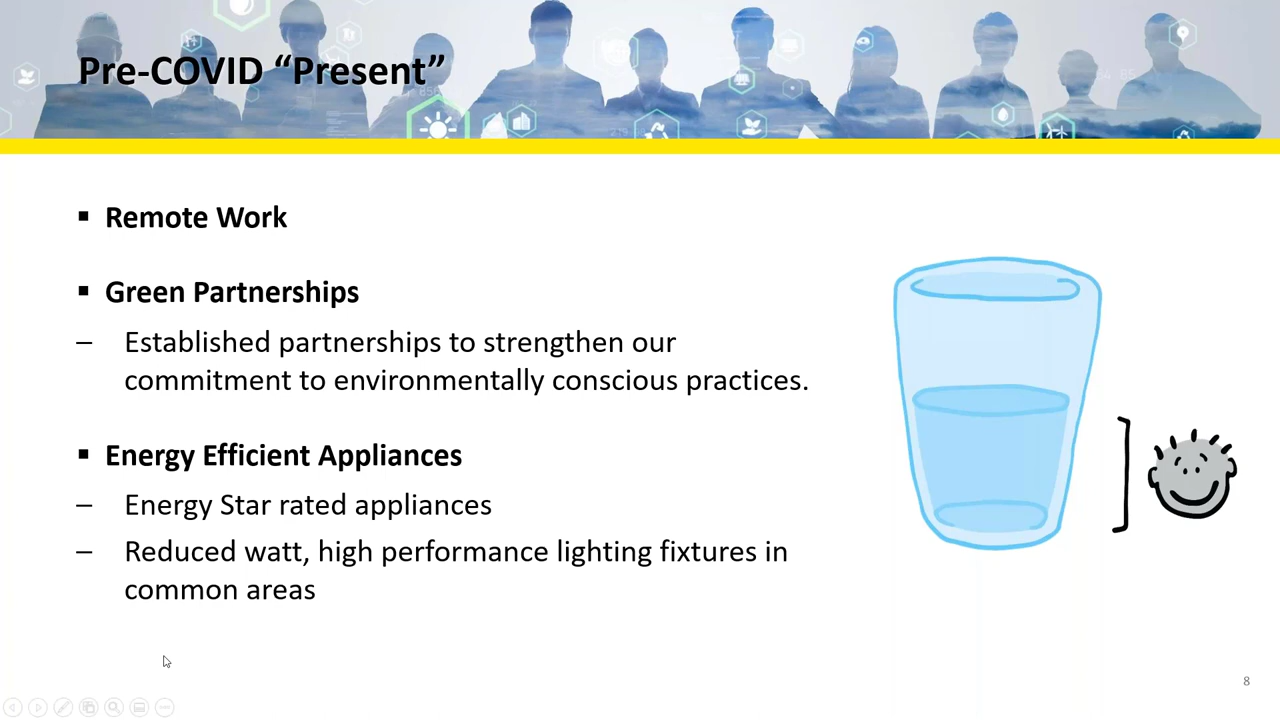 Pre-COVID “Present”
▪ Remote Work
▪ Green Partnerships
– Established partnerships to strengthen our
commitment to environmentally conscious practices.
▪ Energy Efficient Appliances
– Energy Star rated appliances
– Reduced watt, high performance lighting fixtures in
common areas
8